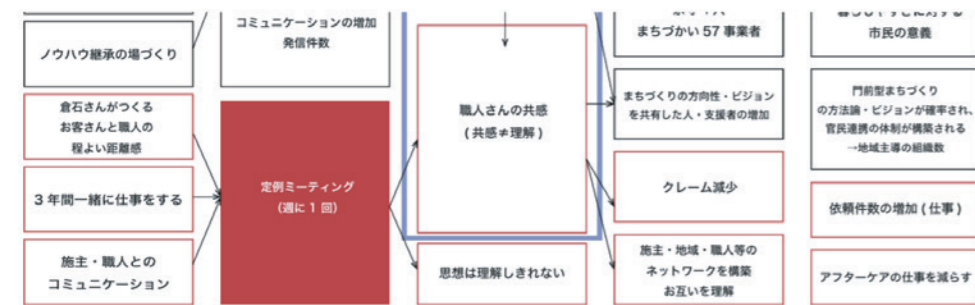 ノウハウ継承の場づくり
倉石さんがつくる
お客さんと職人の
程よい距離感
3年間一緒に仕事をする
施主・職人との
コミュニケーション
コミュニケーションの増加
発信件数
定例ミーティング
(週に1回)
職人さんの共感
(共感≠理解)
思想は理解しきれない
まちづかい57事業者
まちづくりの方向性・ビジョン
を共有した人・支援者の増加
クレーム減少
施主・地域・職人等の
ネットワークを構築
お互いを理解
市民の意義
門前型まちづくり
の方法論・ビジョンが確率され、
官民連携の体制が構築される
→地域主導の組織数
依頼件数の増加(仕事)
アフターケアの仕事を減らす